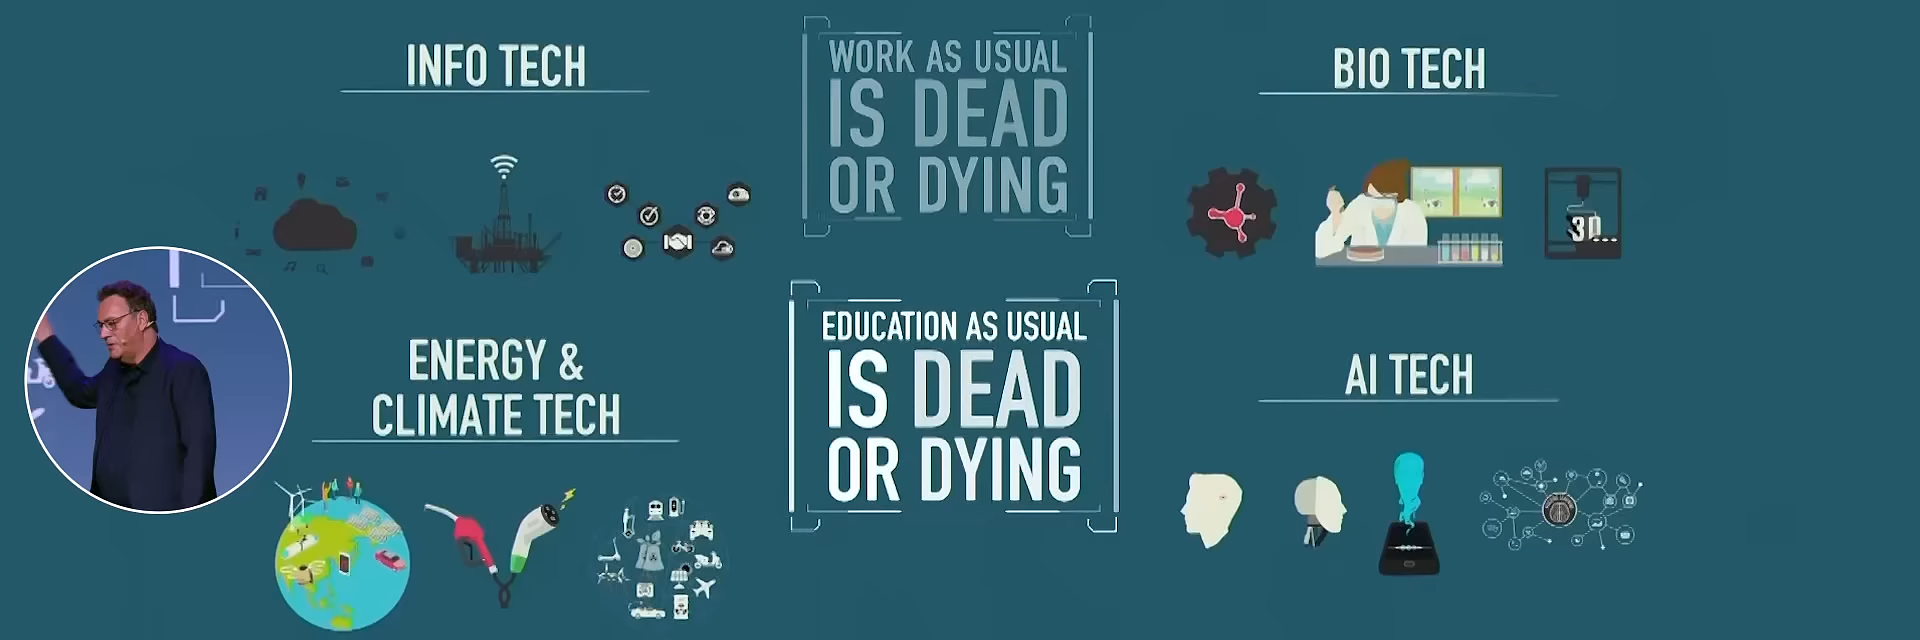 INFO TECH
WORK AS USUAL
IS DEAD
OR DYING
BIO TECH
3D
ENERGY &
CLIMATE TECH
EDUCATION AS USUAL
IS DEAD
OR DYING
AI TECH